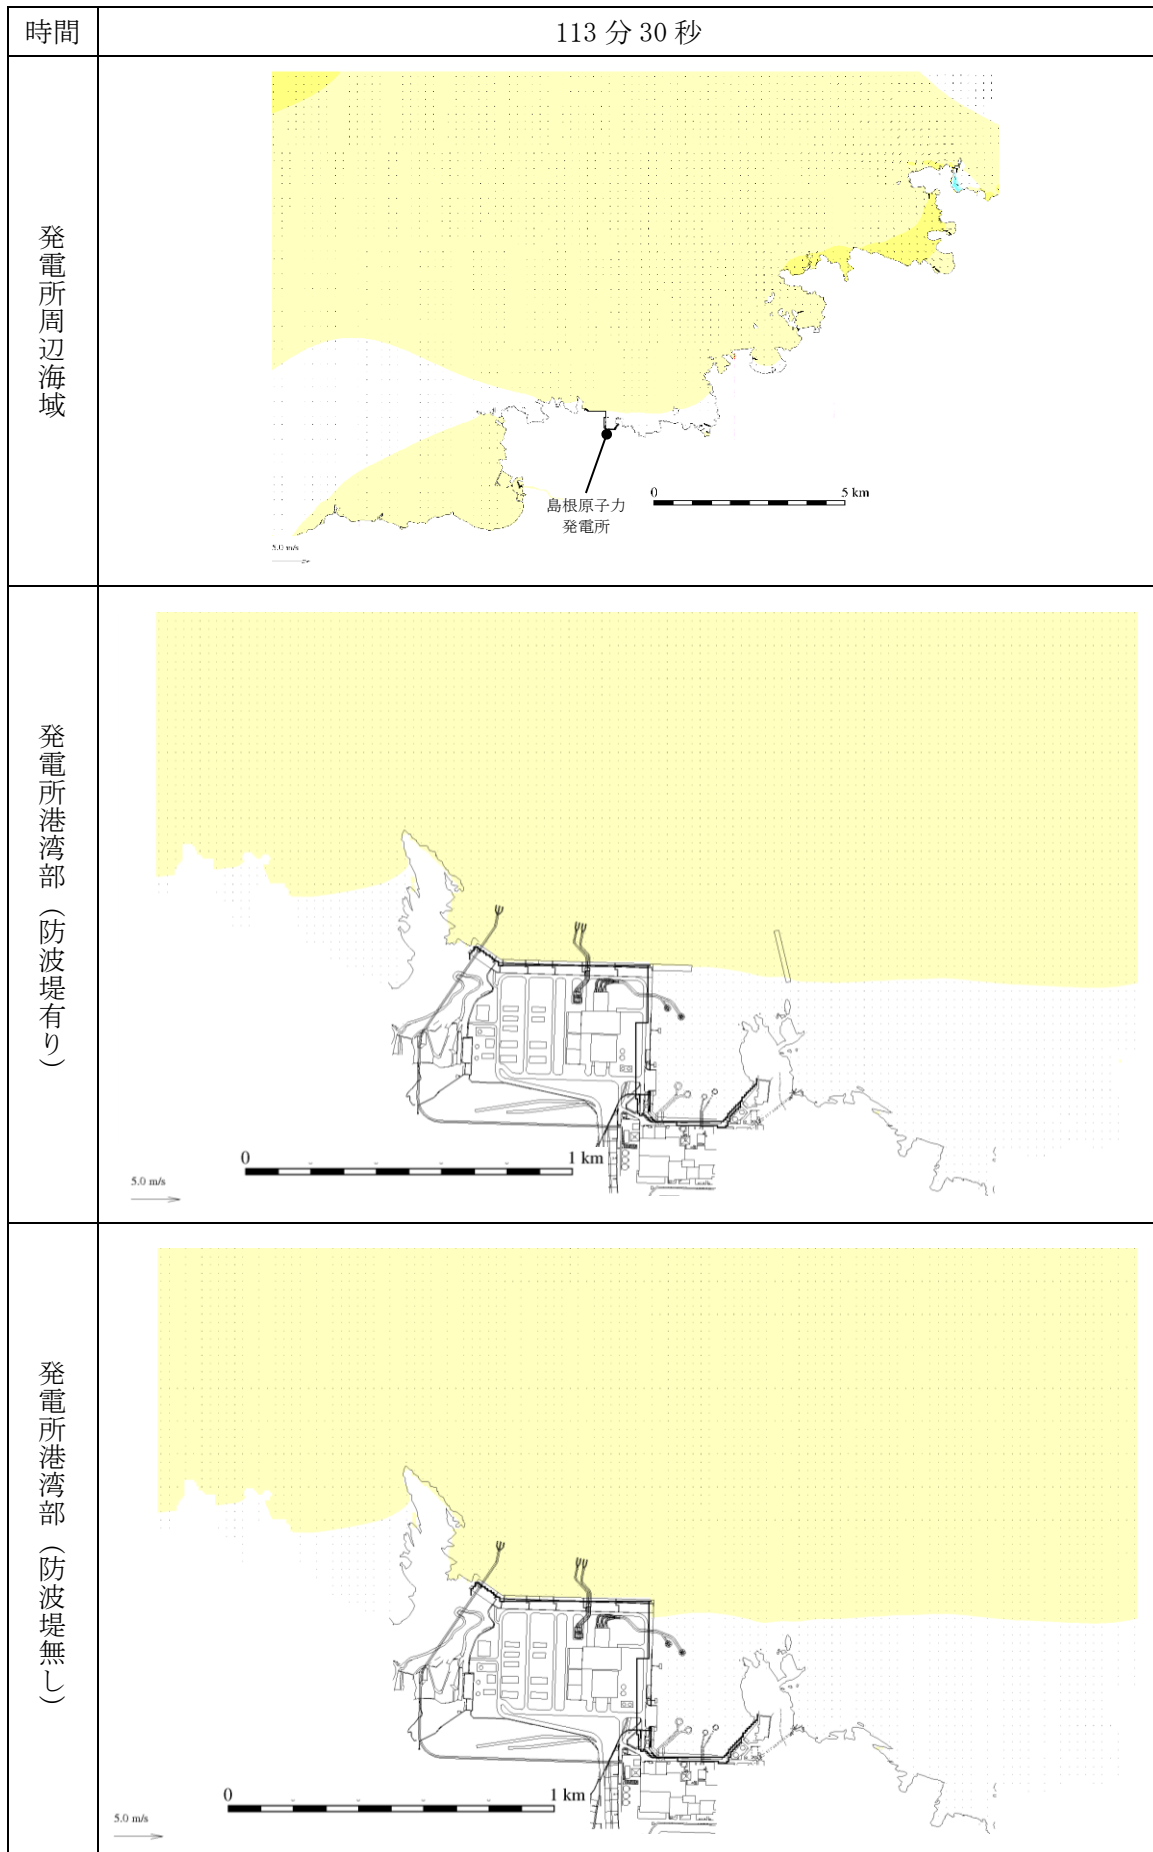 時間
113 分 30 秒
発電所周辺海域
島根原子力
発電所
0
5 km
5.0 m/s
発電所港湾部（防波堤有り）
0
1 km
5.0 m/s
発電所港湾部（防波堤無し）
0
1 km
5.0 m/s